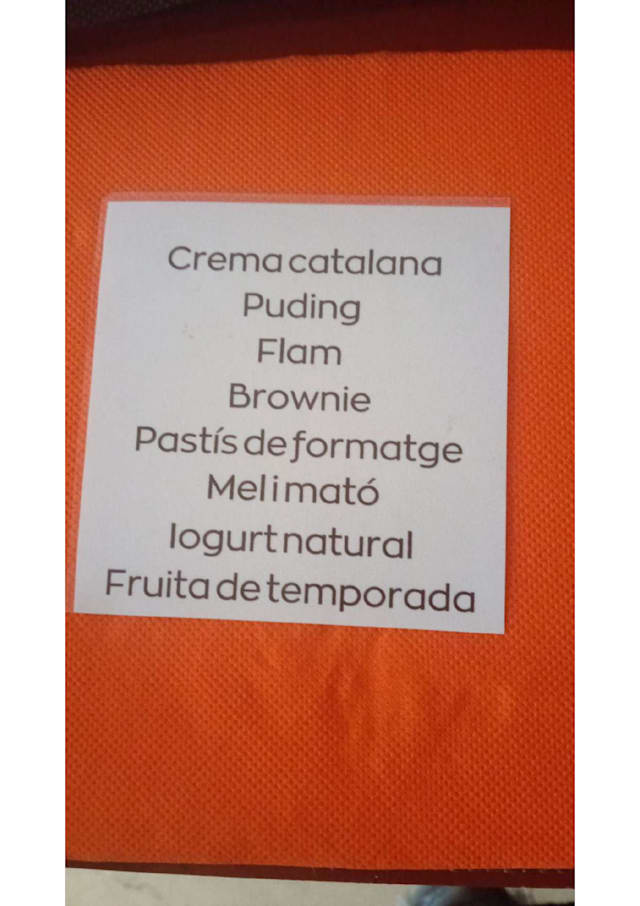 Crema catalana
Puding
Flam
Brownie
Pastís de formatge
Mel i mató
Iogurt natural
Fruita de temporada